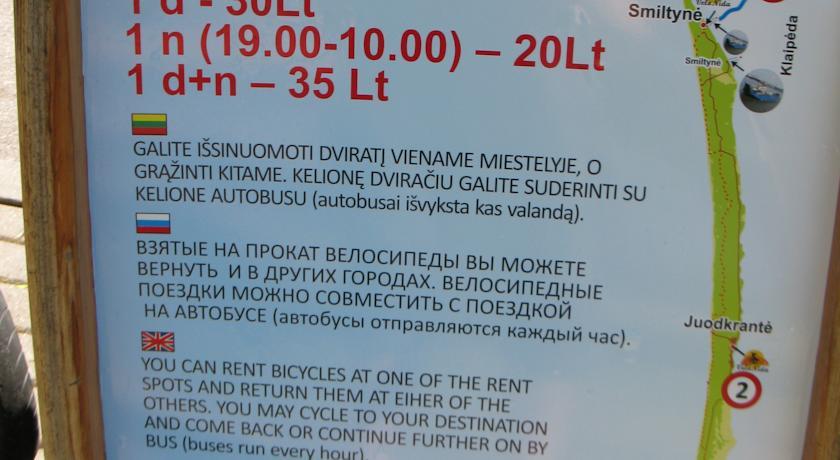 1 d - 30Lt
1 n (19.00-10.00) – 20Lt
1 d+n – 35 Lt
GALITE IŠSINUOMOTI DVIRATĮ VIENAME MIESTELYJE, O
GRĄŽINTI KITAME. KELIONĘ DVIRAČIU GALITE SUDERINTI SU
KELIONE AUTOBUSU (autobusai išvyksta kas valandą).
ВЗЯТЫЕ НА ПРОКАТ ВЕЛОСИПЕДЫ ВЫ МОЖЕТЕ
ВЕРНУТЬ И В ДРУГИХ ГОРОДАХ. ВЕЛОСИПЕДНЫЕ
ПОЕЗДКИ МОЖНО СОВМЕСТИТЬ С ПОЕЗДКОЙ
НА АВТОБУСЕ (автобусы отправляются каждый час).
YOU CAN RENT BICYCLES AT ONE OF THE RENT
SPOTS AND RETURN THEM AT EIHER OF THE
OTHERS. YOU MAY CYCLE TO YOUR DESTINATION
AND COME BACK OR CONTINUE FURTHER ON BY
BUS (buses run every hour).
VeloNida
Smiltynė
Smiltynė
Klaipėda
Juodkrantė
VeloNida
2